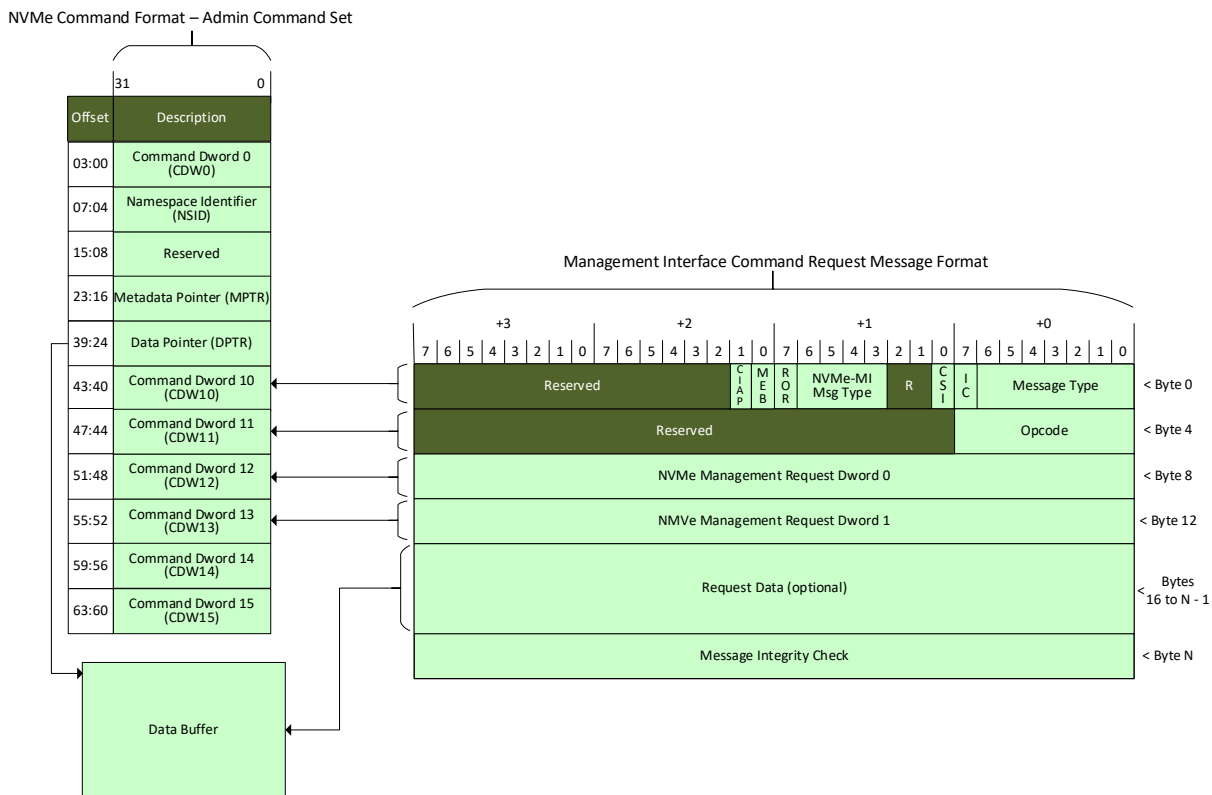 NVMe Command Format – Admin Command Set
31 0
Offset Description
03:00 Command Dword 0
(CDW0)
07:04 Namespace Identifier
(NSID)
15:08 Reserved
23:16 Metadata Pointer (MPTR)
39:24 Data Pointer (DPTR)
43:40 Command Dword 10
(CDW10)
47:44 Command Dword 11
(CDW11)
51:48 Command Dword 12
(CDW12)
55:52 Command Dword 13
(CDW13)
59:56 Command Dword 14
(CDW14)
63:60 Command Dword 15
(CDW15)
Data Buffer
Management Interface Command Request Message Format
+3 +2 +1 +0
7 6 5 4 3 2 1 0 7 6 5 4 3 2 1 0 7 6 5 4 3 2 1 0 7 6 5 4 3 2 1 0
Reserved
C
I
A
P
M
E
B
R
O
R
NVMe-MI
Msg Type
R
C
S
I
I
C
Message Type
< Byte 0
Reserved Opcode < Byte 4
NVMe Management Request Dword 0 < Byte 8
NMVe Management Request Dword 1 < Byte 12
Request Data (optional)
< Bytes
16 to N - 1
Message Integrity Check < Byte N